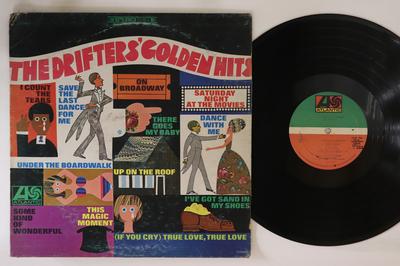 THE DRIFTERS' GOLDEN HITS
I COUNT
THE
TEARS
SAVE
THE
LAST
DANCE
FOR
ME
ON
BROADWAY
SATURDAY
NIGHT
AT THE MOVIES
THERE
GOES
MY BABY
DANCE
WITH
ME
UNDER THE BOARDWALK
UP ON THE ROOF
I'VE GOT SAND IN
MY SHOES
ATLANTIC
SOME
KIND OF
WONDERFUL
THIS
MAGIC
MOMENT
(IF YOU CRY) TRUE LOVE, TRUE LOVE
ATLANTIC